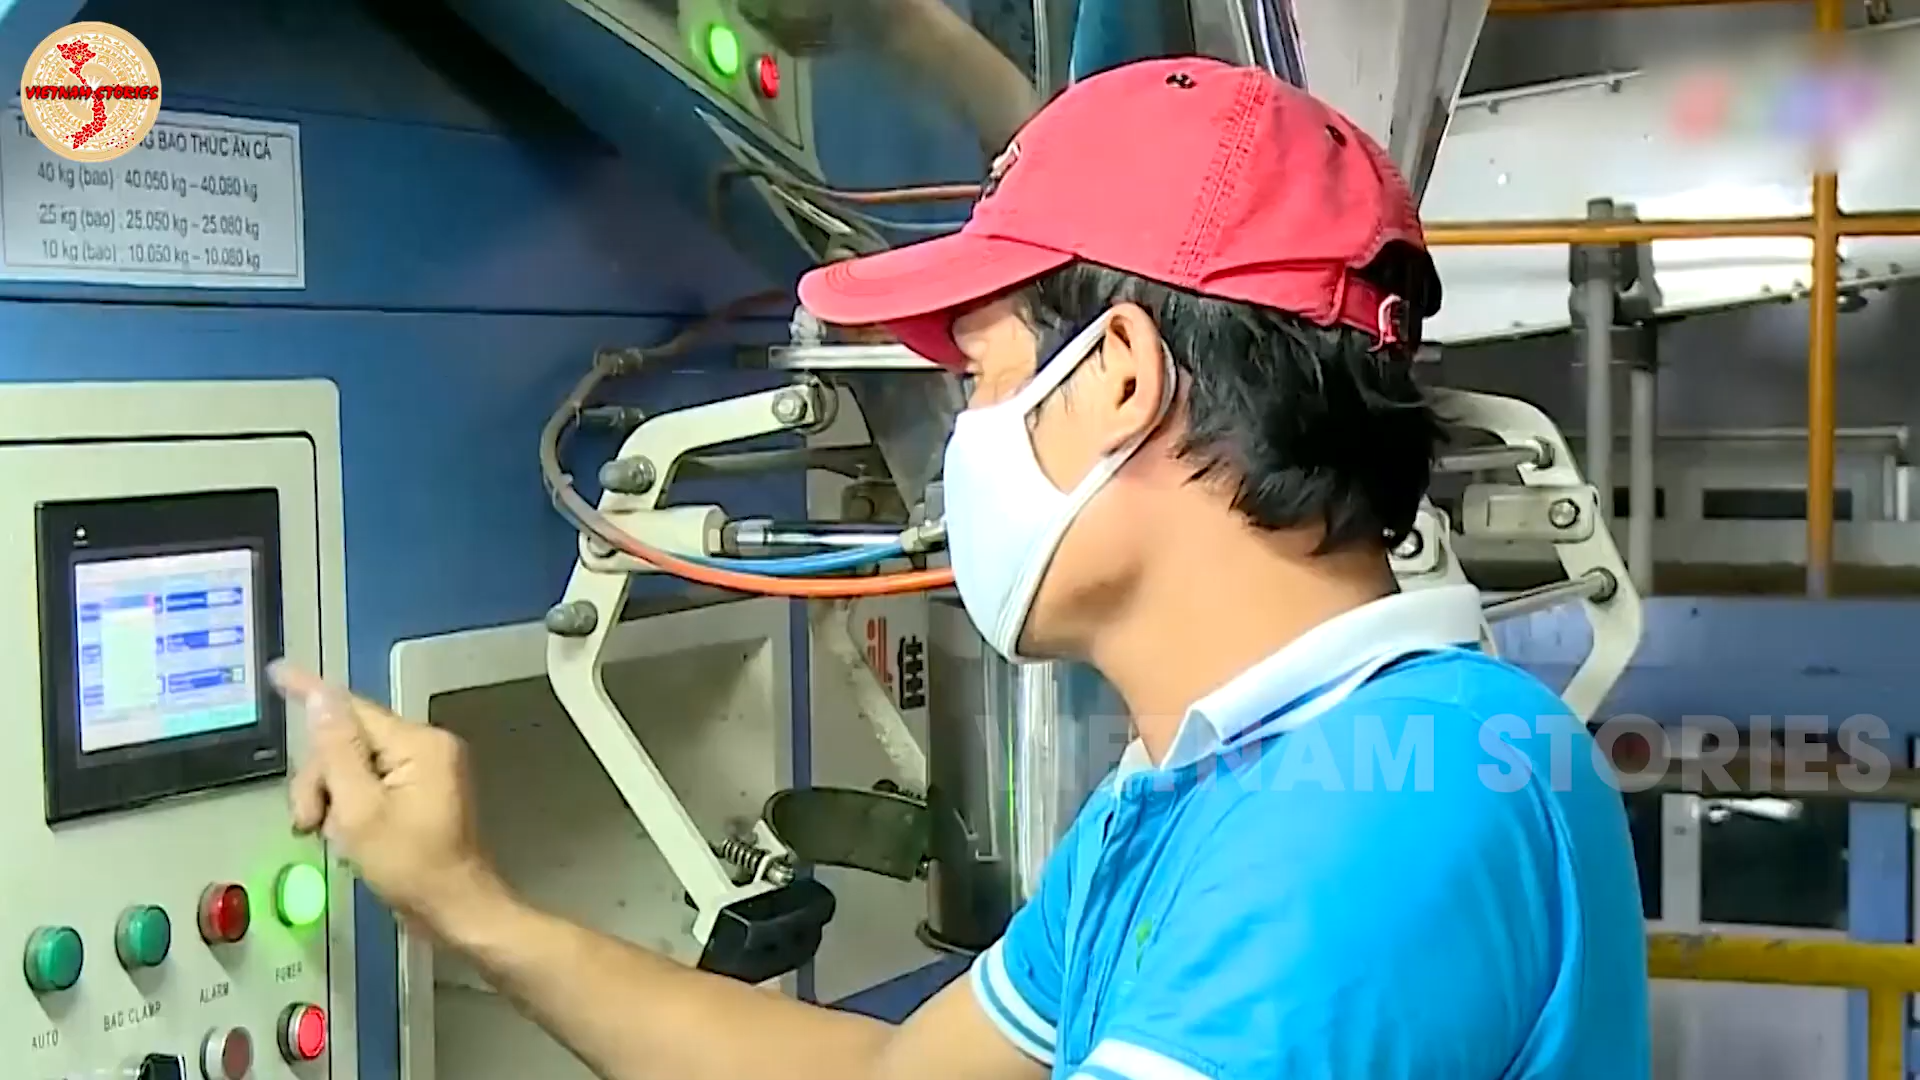 VIETNAM STORIES
BAO THỨC ĂN CÁ
40 kg (bao) : 40.050 kg – 40.080 kg
25 kg (bao) : 25.050 kg – 25.080 kg
10 kg (bao) : 10.050 kg – 10.080 kg
VIETNAM STORIES
POWER
ALARM
BAG CLAMP
AUTO